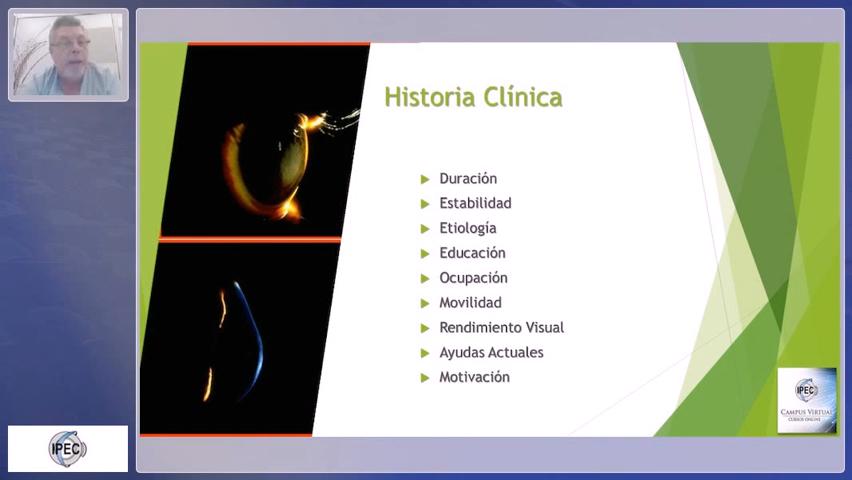 Historia Clínica
Duración
Estabilidad
Etiología
Educación
Ocupación
Movilidad
Rendimiento Visual
Ayudas Actuales
Motivación
IPEC
IPEC
CAMPUS VIRTUAL
CURSOS ONLINE